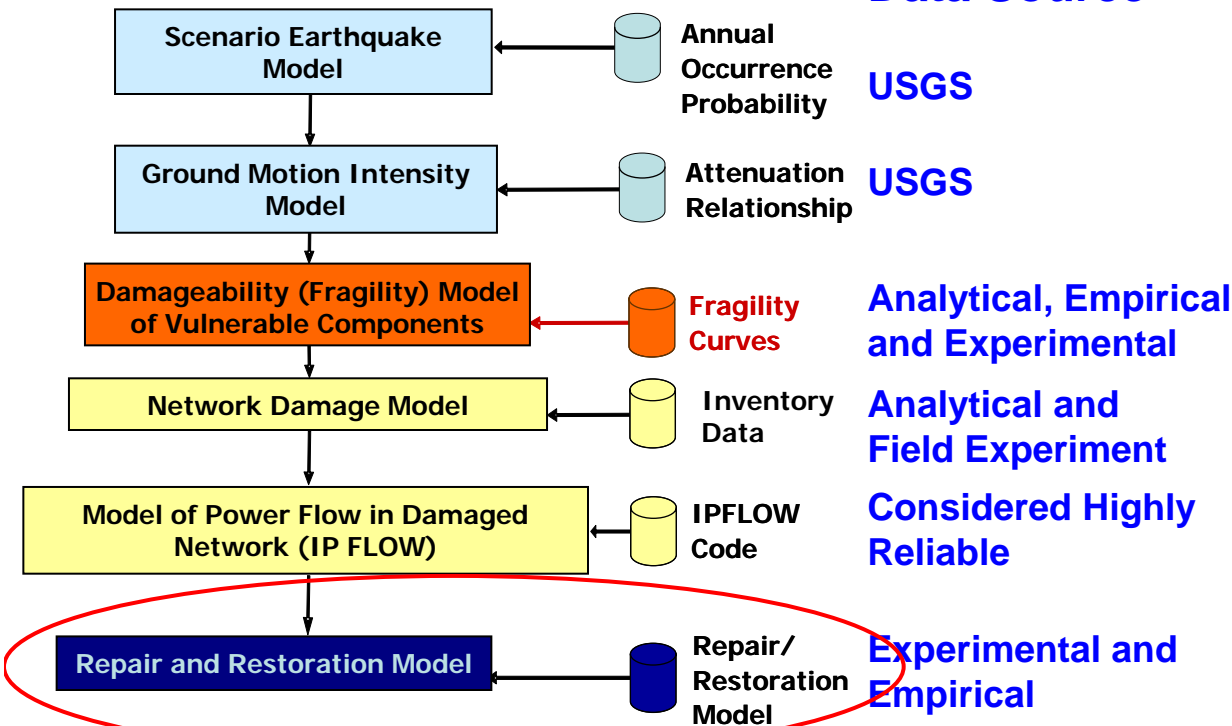 Data Source
Scenario Earthquake
Model
Annual
Occurrence
Probability
USGS
Ground Motion Intensity
Model
Attenuation
Relationship
USGS
Damageability (Fragility) Model
of Vulnerable Components
Fragility
Curves
Analytical, Empirical
and Experimental
Network Damage Model
Inventory
Data
Analytical and
Field Experiment
Model of Power Flow in Damaged
Network (IP FLOW)
IPFLOW
Code
Considered Highly
Reliable
Repair and Restoration Model
Repair/
Restoration
Model
Experimental and
Empirical